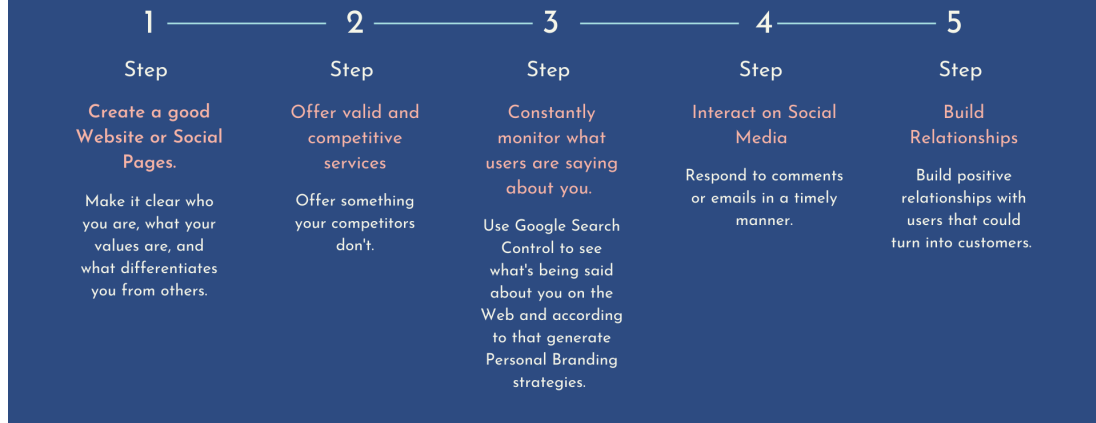 1
Step
Create a good
Website or Social
Pages.
Make it clear who
you are, what your
values are, and
what differentiates
you from others.
2
Step
Offer valid and
competitive
services
Offer something
your competitors
don't.
3
Step
Constantly
monitor what
users are saying
about you.
Use Google Search
Control to see
what's being said
about you on the
Web and according
to that generate
Personal Branding
strategies.
4
Step
Interact on Social
Media
Respond to comments
or emails in a timely
manner.
5
Step
Build
Relationships
Build positive
relationships with
users that could
turn into customers.